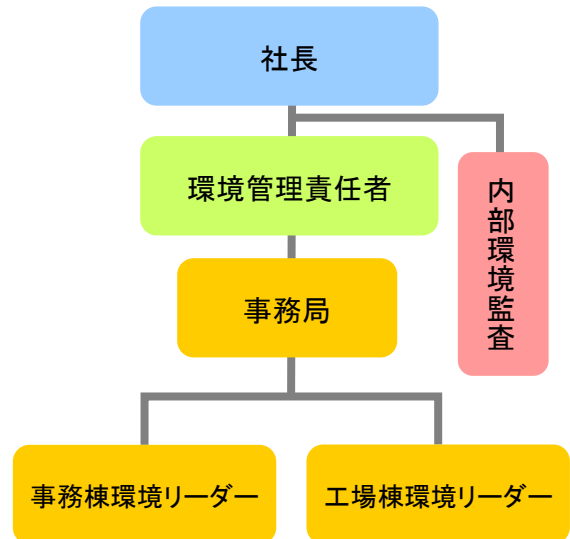 社長
環境管理責任者
内部環境監査
事務局
事務棟環境リーダー
工場棟環境リーダー